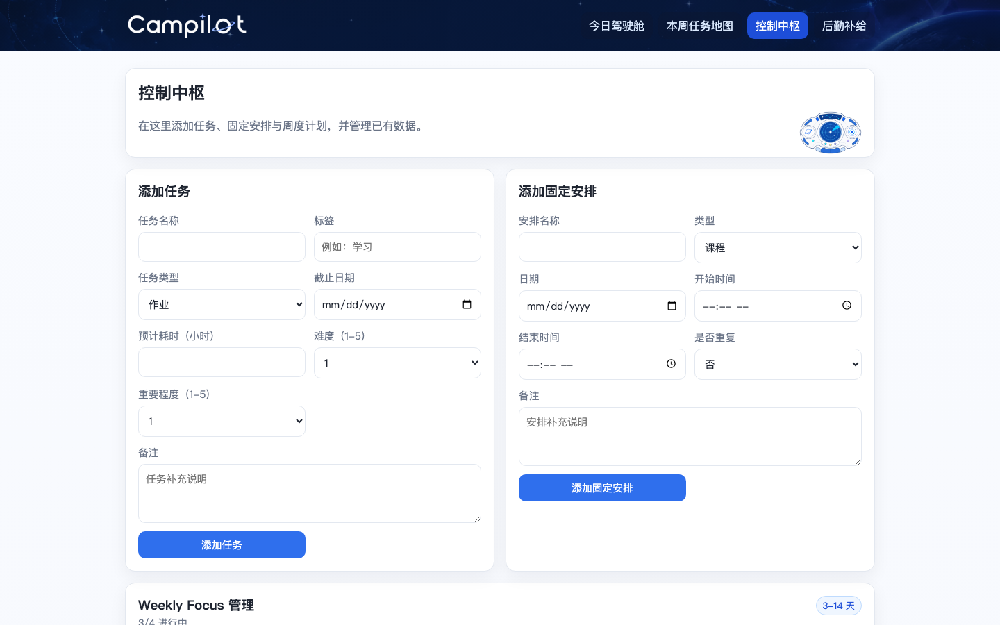 Campilot
今日驾驶舱 本周任务地图 控制中枢 后勤补给
控制中枢
在这里添加任务、固定安排与周度计划，并管理已有数据。
添加任务
任务名称 标签
例如：学习
任务类型 截止日期
作业 mm/dd/yyyy
预计耗时（小时） 难度（1–5）
1
重要程度（1–5）
1
备注
任务补充说明
添加任务
添加固定安排
安排名称 类型
课程
日期 开始时间
mm/dd/yyyy --:-- --
结束时间 是否重复
--:-- -- 否
备注
安排补充说明
添加固定安排
Weekly Focus 管理
3–14 天
3/4 进行中